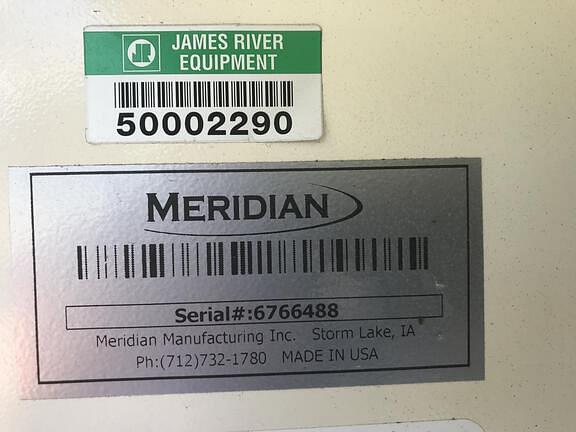 JAMES RIVER
EQUIPMENT
50002290
MERIDIAN
Serial#:6766488
Meridian Manufacturing Inc. Storm Lake, IA
Ph:(712)732-1780 MADE IN USA